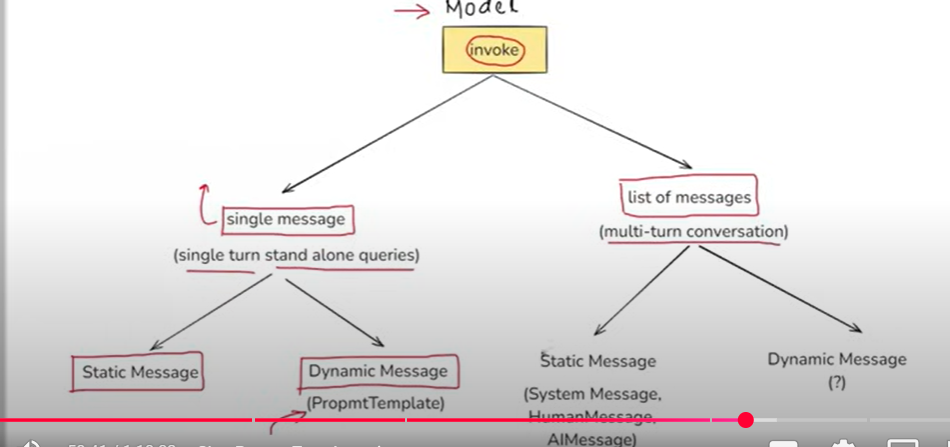 Model
invoke
single message
(single turn stand alone queries)
list of messages
(multi-turn conversation)
Static Message
Dynamic Message
(PropmtTemplate)
Static Message
(System Message,
HumanMessage,
AIMessage)
Dynamic Message
(?)